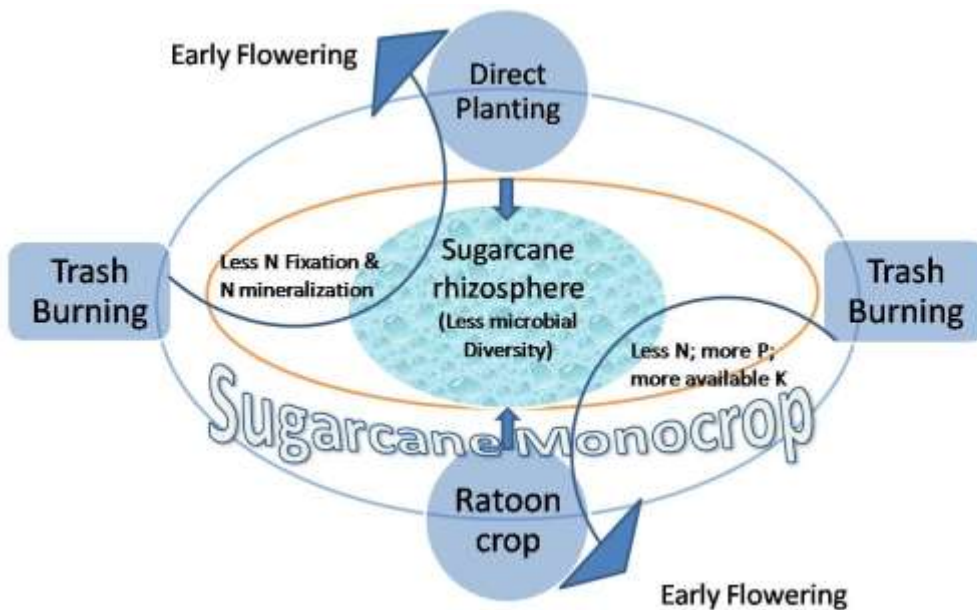 Early Flowering
Direct
Planting
Trash
Burning
Less N Fixation &
N mineralization
Sugarcane
rhizosphere
(Less microbial
Diversity)
Trash
Burning
Less N; more P;
more available K
Sugarcane Monocrop
Ratoon
crop
Early Flowering